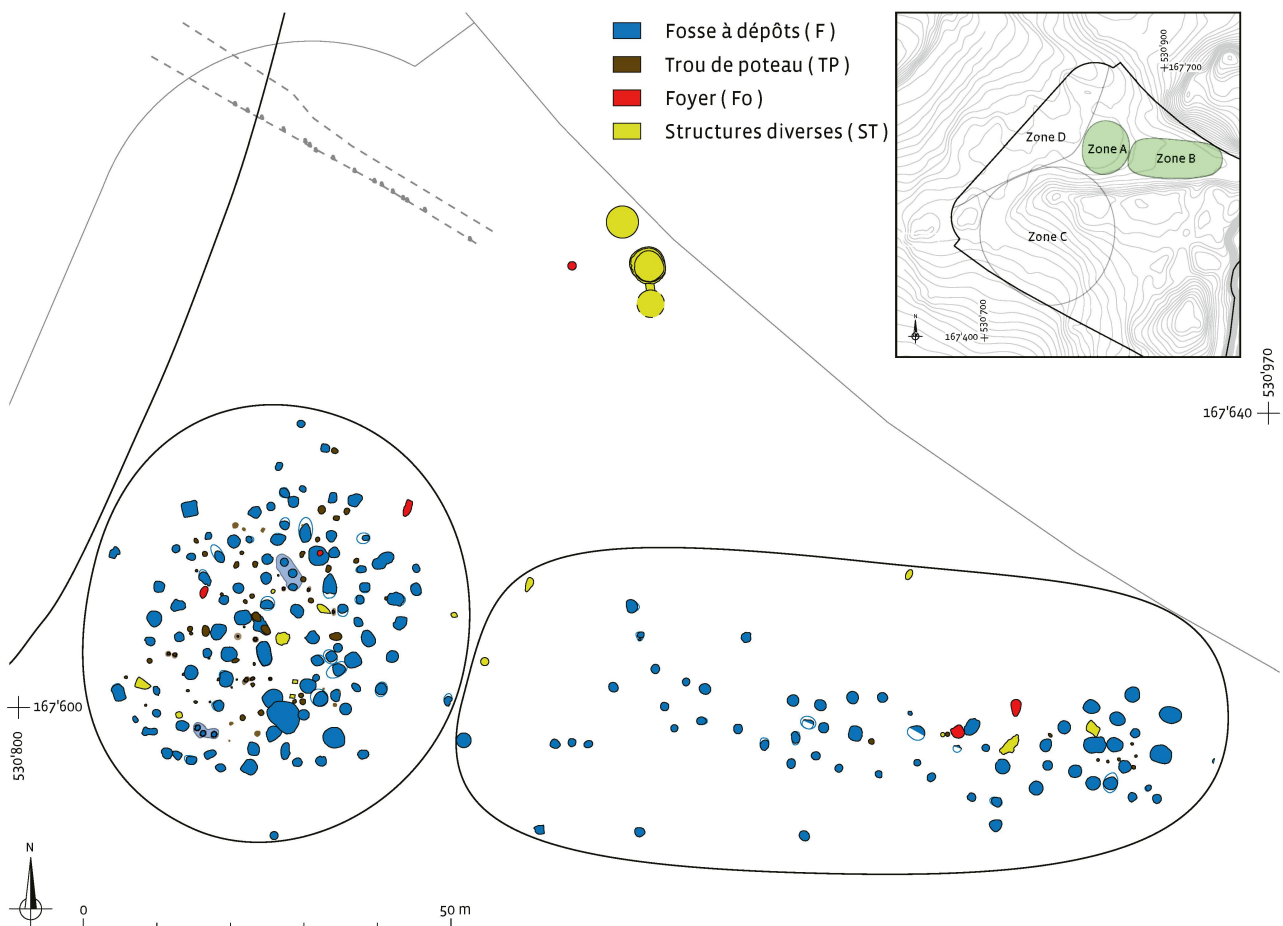 Fosse à dépôts ( F )
Trou de poteau ( TP )
Foyer ( Fo )
Structures diverses ( ST )
530'900
167'700
Zone D
Zone A
Zone B
Zone C
530'700
167'400
N
530'970
167'640
167'600
530'800
N
0
50 m